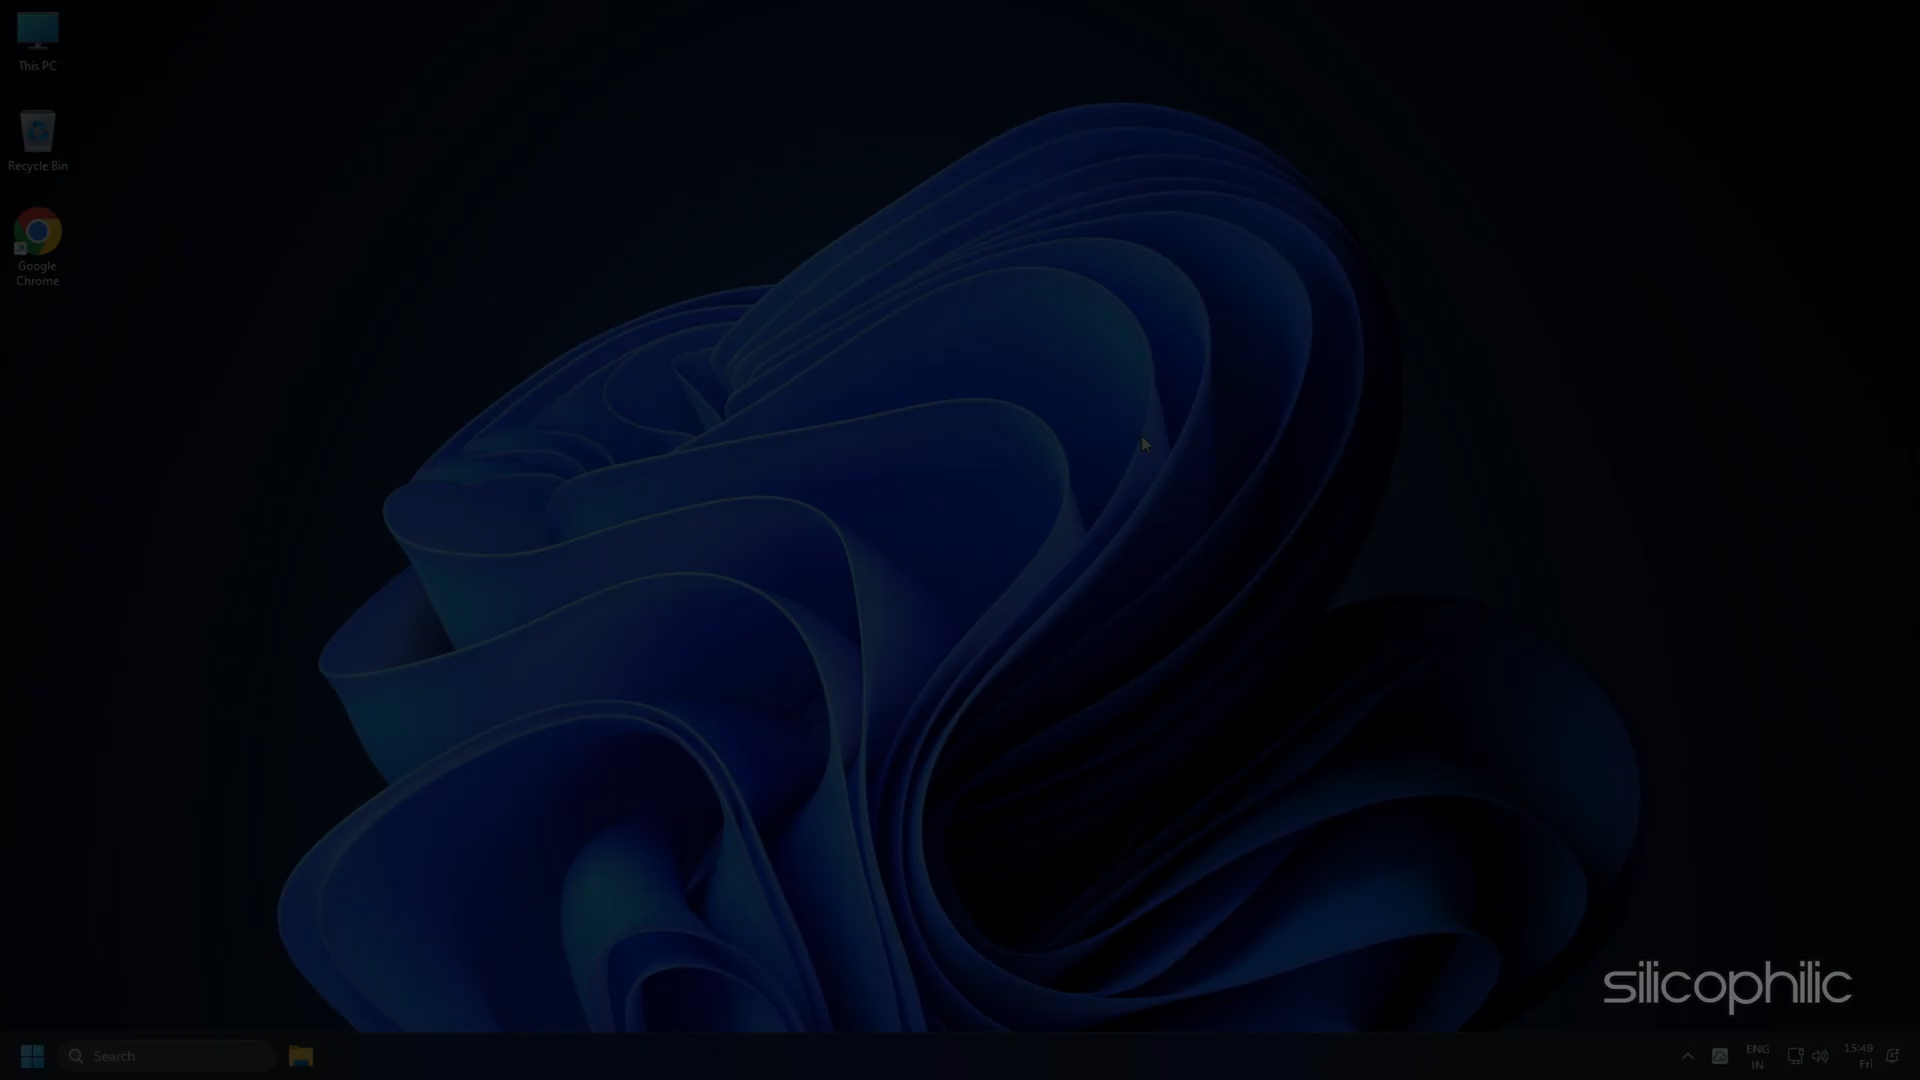 This PC
Recycle Bin
Google
Chrome
silicophilic
Search
ENG
IN
15:49
Fri